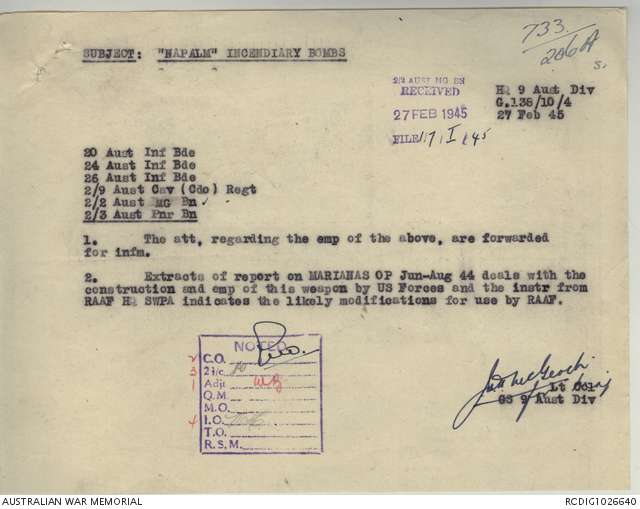 733
206A
s.
SUBJECT: "NAPALM" INCENDIARY BOMBS
2/2 AUST MG BN
RECEIVED
27 FEB 1945
FILE
HQ 9 Aust Div
G.138/10/4
27 Feb 45
20 Aust Inf Bde
24 Aust Inf Bde
26 Aust Inf Bde
2/9 Aust Cav (Cdo) Regt
2/2 Aust MG Bn
2/3 Aust Pnr Bn
1. The att, regarding the emp of the above, are forwarded
for infm.
2. Extracts of report on MARIANAS OP Jun-Aug 44 deals with the
construction and emp of this weapon by US Forces and the instr from
RAAF HQ SWPA indicates the likely modifications for use by RAAF.
NOTED
2 C.O.
3 2i/c.
1 Adjt
Q.M.
M.O.
4 I.O.
T.O.
R.S.M.
Lt Col
GS 9 Aust Div
AUSTRALIAN WAR MEMORIAL
RCDIG1026640